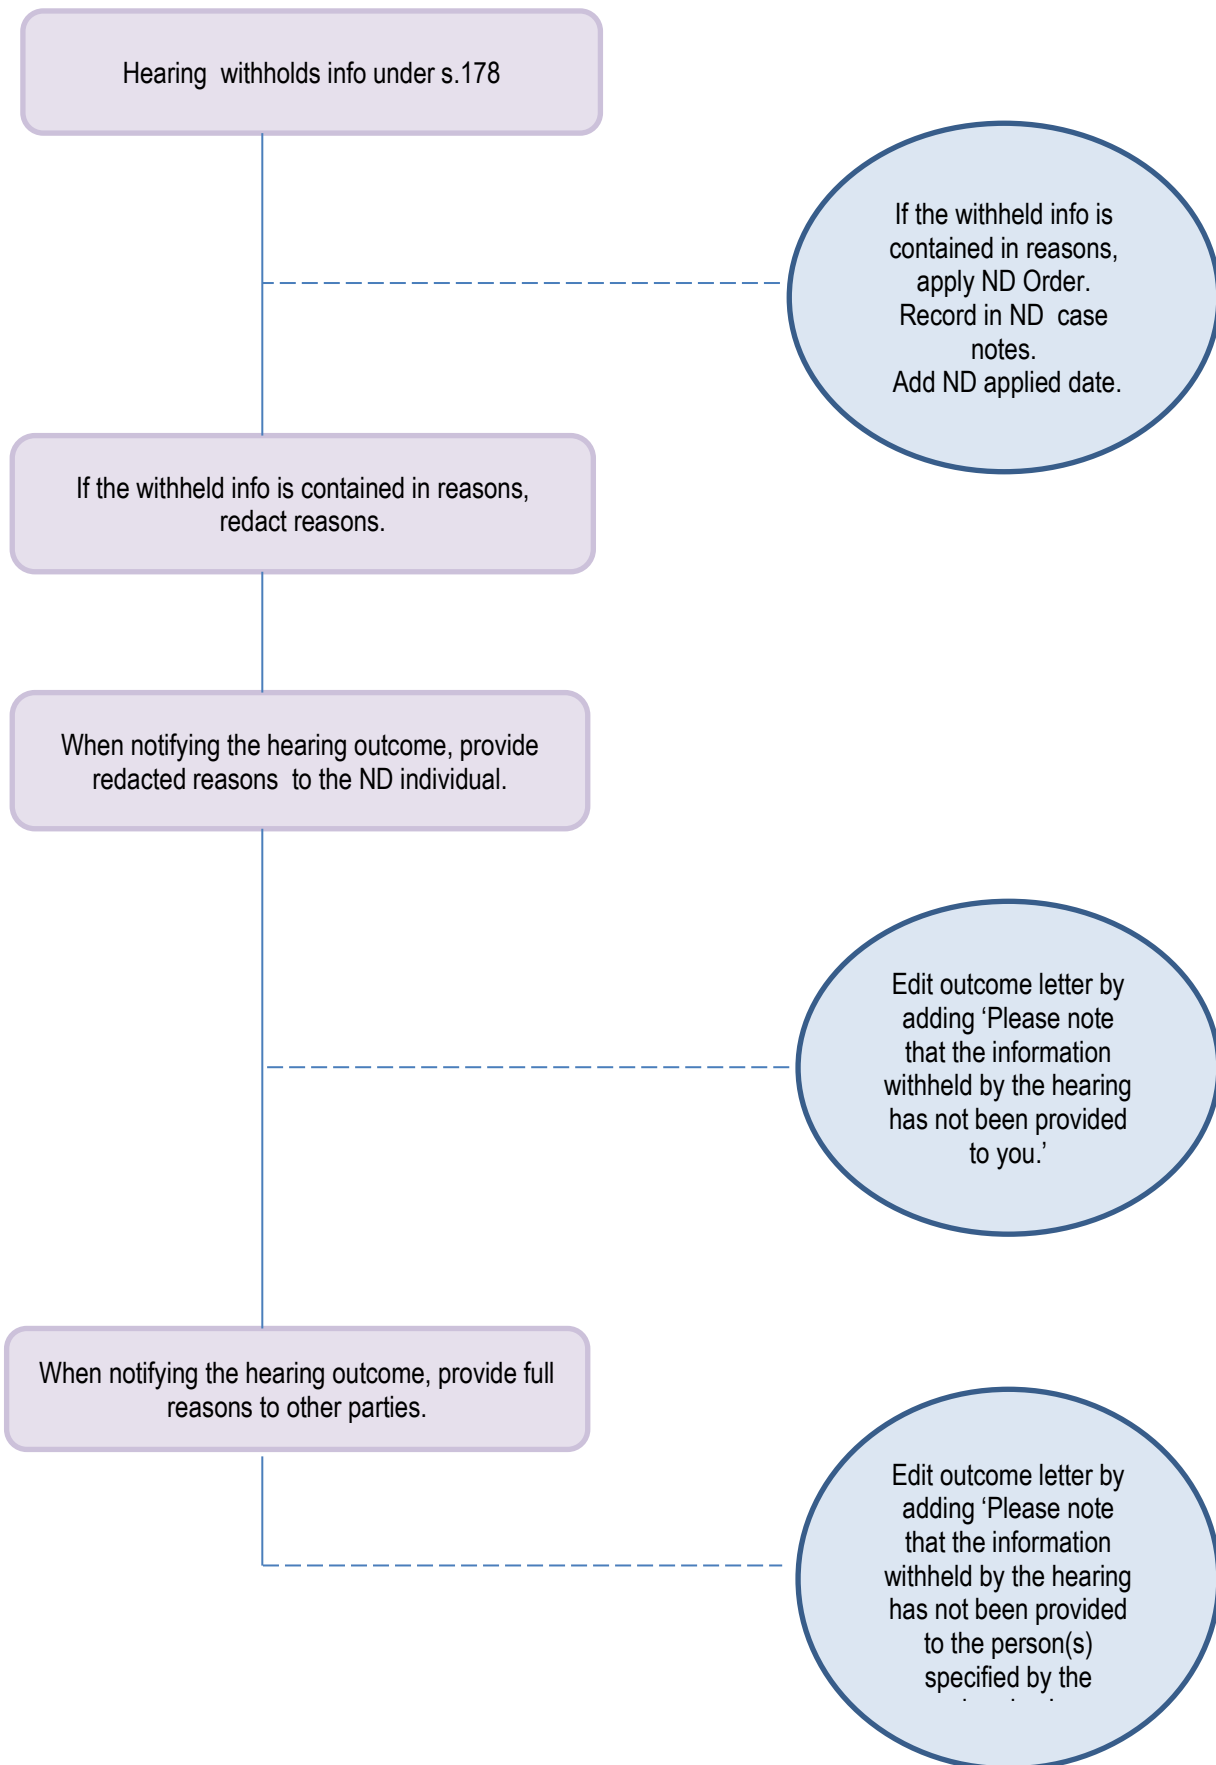 Hearing  withholds info under s.178
If the withheld info is
contained in reasons,
apply ND Order.
Record in ND  case
notes.
Add ND applied date.
If the withheld info is contained in reasons,
redact reasons.
When notifying the hearing outcome, provide
redacted reasons  to the ND individual.
Edit outcome letter by
adding ‘Please note
that the information
withheld by the hearing
has not been provided
to you.’
When notifying the hearing outcome, provide full
reasons to other parties.
Edit outcome letter by
adding ‘Please note
that the information
withheld by the hearing
has not been provided
to the person(s)
specified by the